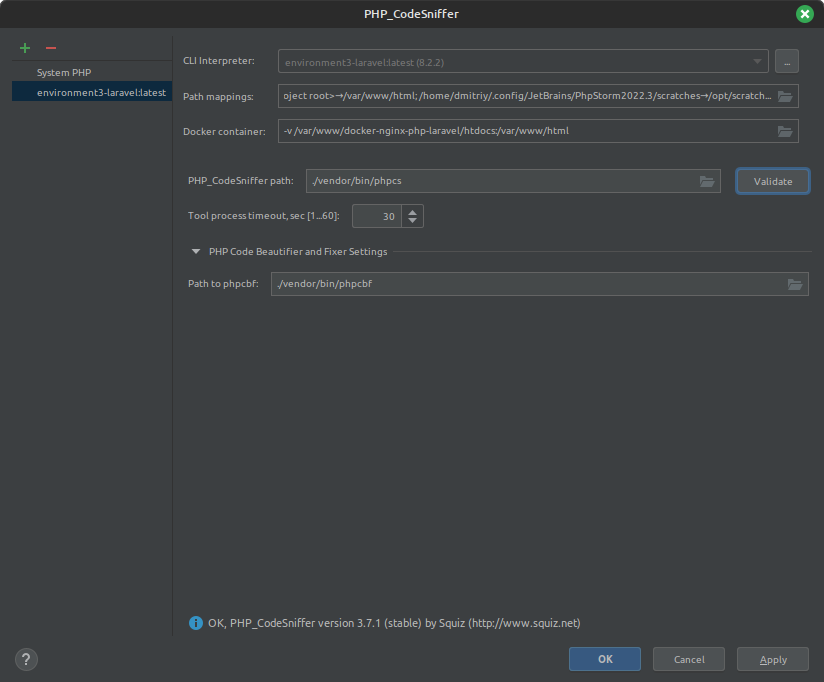 PHP_CodeSniffer
System PHP
environment3-laravel:latest
CLI Interpreter: environment3-laravel:latest (8.2.2) ...
Path mappings: oject root>→/var/www/html; /home/dmitriy/.config/JetBrains/PhpStorm2022.3/scratches→/opt/scratch...
Docker container: -v /var/www/docker-nginx-php-laravel/htdocs:/var/www/html
PHP_CodeSniffer path: ./vendor/bin/phpcs Validate
Tool process timeout, sec [1...60]: 30
PHP Code Beautifier and Fixer Settings
Path to phpcbf: ./vendor/bin/phpcbf
OK, PHP_CodeSniffer version 3.7.1 (stable) by Squiz (http://www.squiz.net)
? OK Cancel Apply